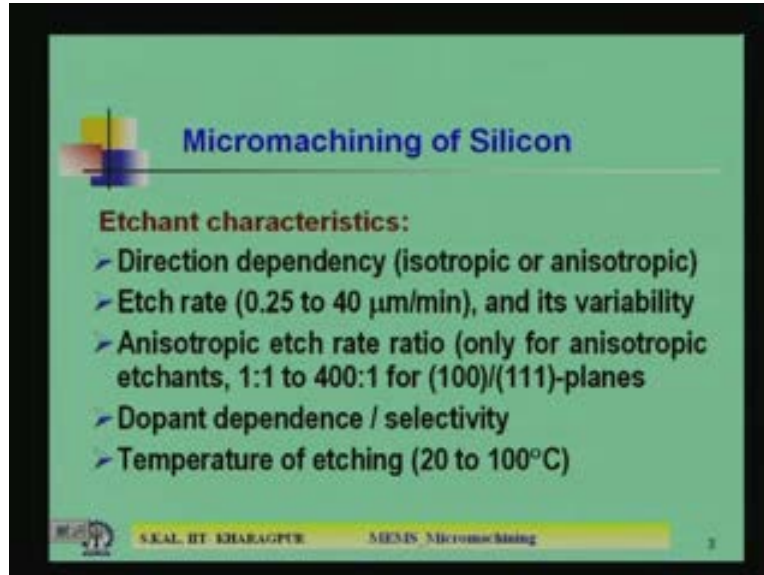 Micromachining of Silicon
Etchant characteristics:
Direction dependency (isotropic or anisotropic)
Etch rate (0.25 to 40 μm/min), and its variability
Anisotropic etch rate ratio (only for anisotropic
etchants, 1:1 to 400:1 for (100)/(111)-planes
Dopant dependence / selectivity
Temperature of etching (20 to 100°C)
S.KAL, IIT- KHARAGPUR MEMS_Micromachining